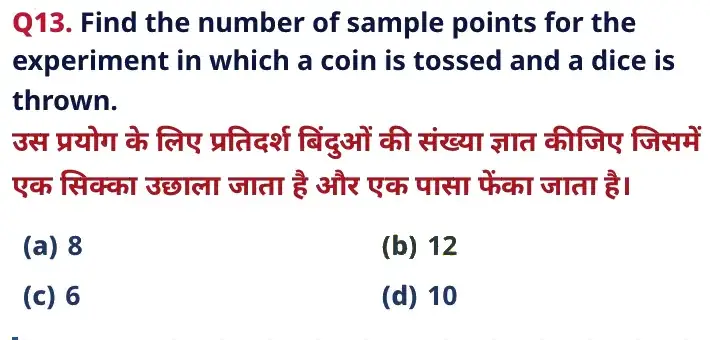 Q13. Find the number of sample points for the
experiment in which a coin is tossed and a dice is
thrown.
उस प्रयोग के लिए प्रतिदर्श बिंदुओं की संख्या ज्ञात कीजिए जिसमें
एक सिक्का उछाला जाता है और एक पासा फेंका जाता है।
(a) 8 (b) 12
(c) 6 (d) 10